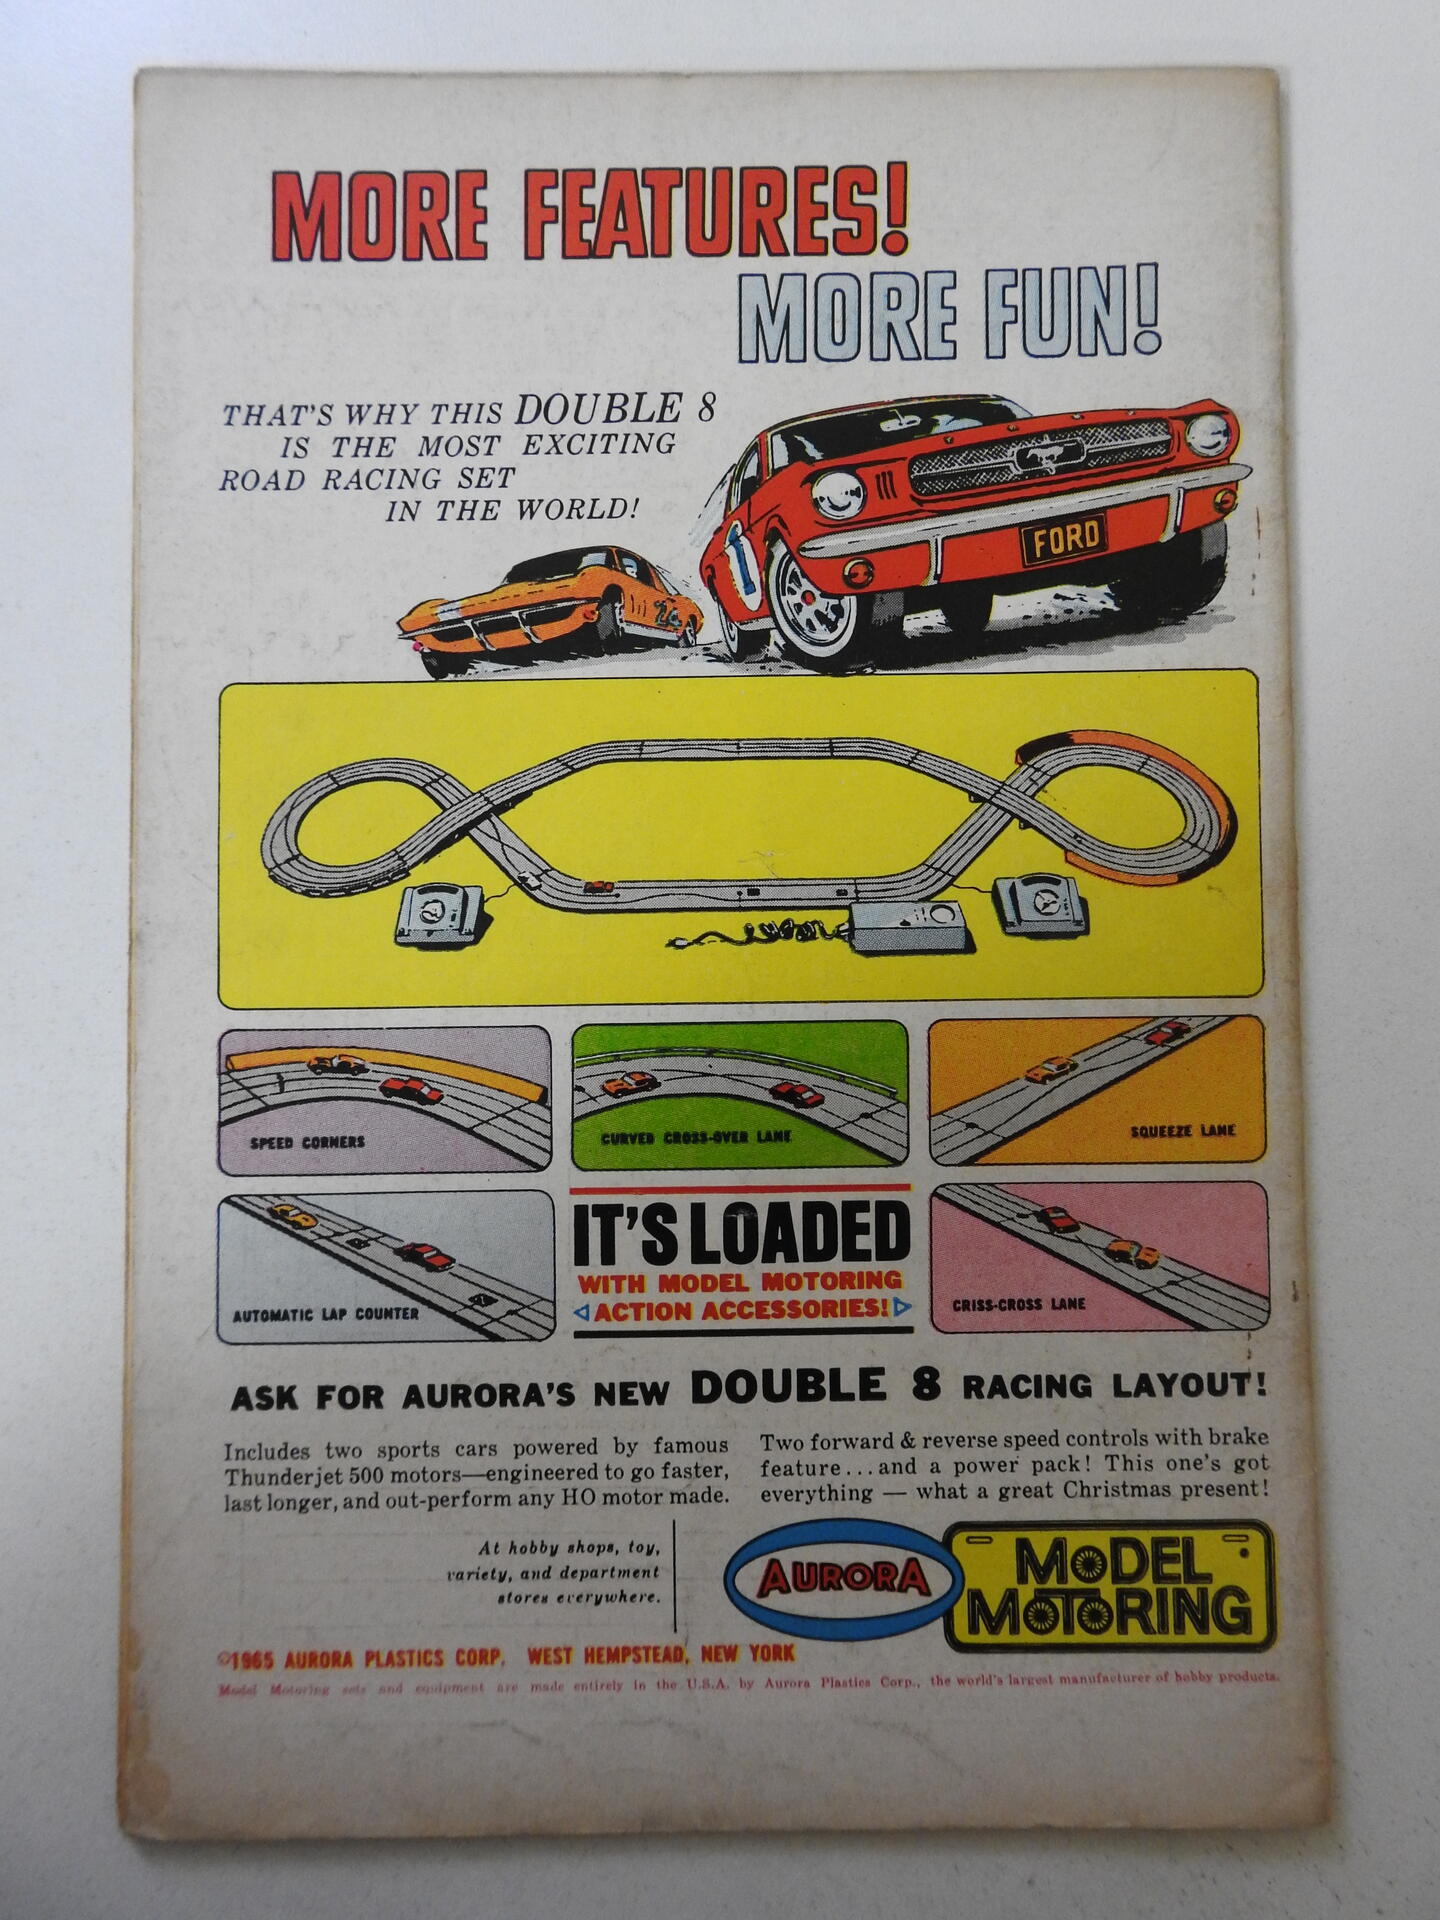 MORE FEATURES!
MORE FUN!
THAT'S WHY THIS DOUBLE 8
IS THE MOST EXCITING
ROAD RACING SET
IN THE WORLD!
FORD
1
24
SPEED CORNERS
CURVED CROSS-OVER LANE
SQUEEZE LANE
AUTOMATIC LAP COUNTER
IT'S LOADED
WITH MODEL MOTORING
ACTION ACCESSORIES!
CRISS-CROSS LANE
ASK FOR AURORA'S NEW DOUBLE 8 RACING LAYOUT!
Includes two sports cars powered by famous
Thunderjet 500 motors—engineered to go faster,
last longer, and out-perform any HO motor made.
Two forward & reverse speed controls with brake
feature...and a power pack! This one's got
everything — what a great Christmas present!
At hobby shops, toy,
variety, and department
stores everywhere.
AURORA
MODEL
MOTORING
©1965 AURORA PLASTICS CORP. WEST HEMPSTEAD, NEW YORK
Model Motoring sets and equipment are made entirely in the U.S.A. by Aurora Plastics Corp., the world's largest manufacturer of hobby products.